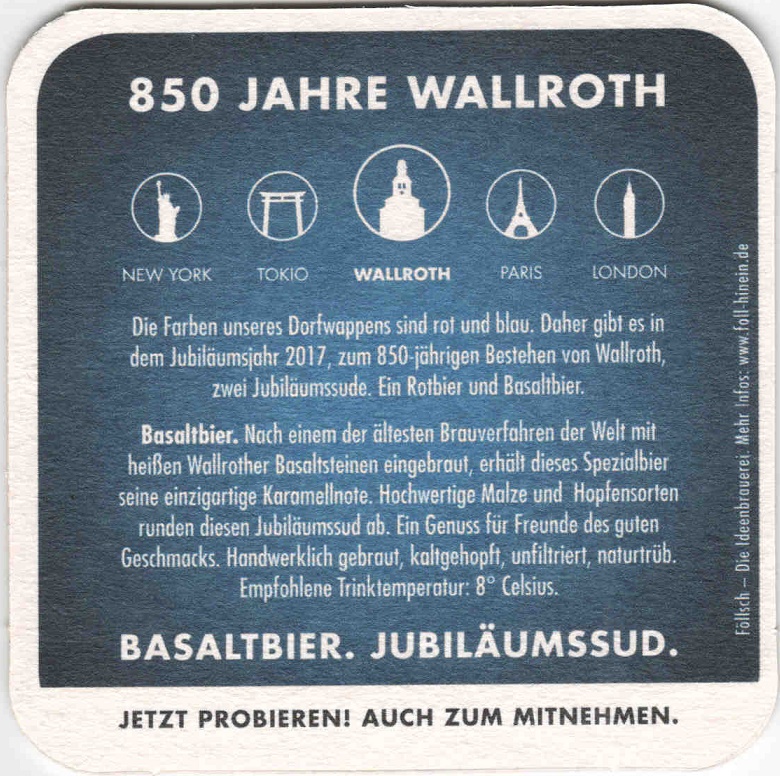 850 JAHRE WALLROTH
NEW YORK TOKIO WALLROTH PARIS LONDON
Die Farben unseres Dorfwappens sind rot und blau. Daher gibt es in
dem Jubiläumsjahr 2017, zum 850-jährigen Bestehen von Wallroth,
zwei Jubiläumssude. Ein Rotbier und Basaltbier.
Basaltbier. Nach einem der ältesten Brauverfahren der Welt mit
heißen Wallrother Basaltsteinen eingebraut, erhält dieses Spezialbier
seine einzigartige Karamellnote. Hochwertige Malze und Hopfensorten
runden diesen Jubiläumssud ab. Ein Genuss für Freunde des guten
Geschmacks. Handwerklich gebraut, kaltgehopft, unfiltriert, naturtrüb.
Empfohlene Trinktemperatur: 8° Celsius.
BASALTBIER. JUBILÄUMSSUD.
JETZT PROBIEREN! AUCH ZUM MITNEHMEN.
Föllsch – Die Ideenbrauerei. Mehr Infos: www.foll-hinein.de